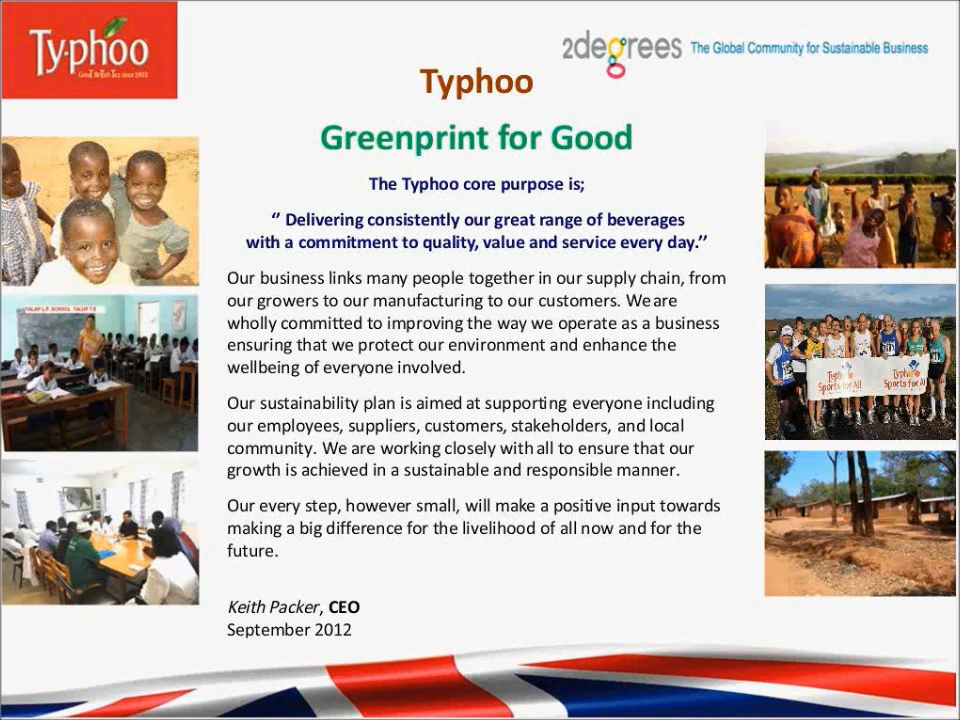 Ty·phoo
Great British Tea since 1903
2degrees The Global Community for Sustainable Business
Typhoo
Greenprint for Good
The Typhoo core purpose is;
‘’ Delivering consistently our great range of beverages
with a commitment to quality, value and service every day.’’
Our business links many people together in our supply chain, from
our growers to our manufacturing to our customers. We are
wholly committed to improving the way we operate as a business
ensuring that we protect our environment and enhance the
wellbeing of everyone involved.
Our sustainability plan is aimed at supporting everyone including
our employees, suppliers, customers, stakeholders, and local
community. We are working closely with all to ensure that our
growth is achieved in a sustainable and responsible manner.
Our every step, however small, will make a positive input towards
making a big difference for the livelihood of all now and for the
future.
Keith Packer, CEO
September 2012
L.P. SCHOOL
Typhoo
Sports for All
Typhoo
Sports for All